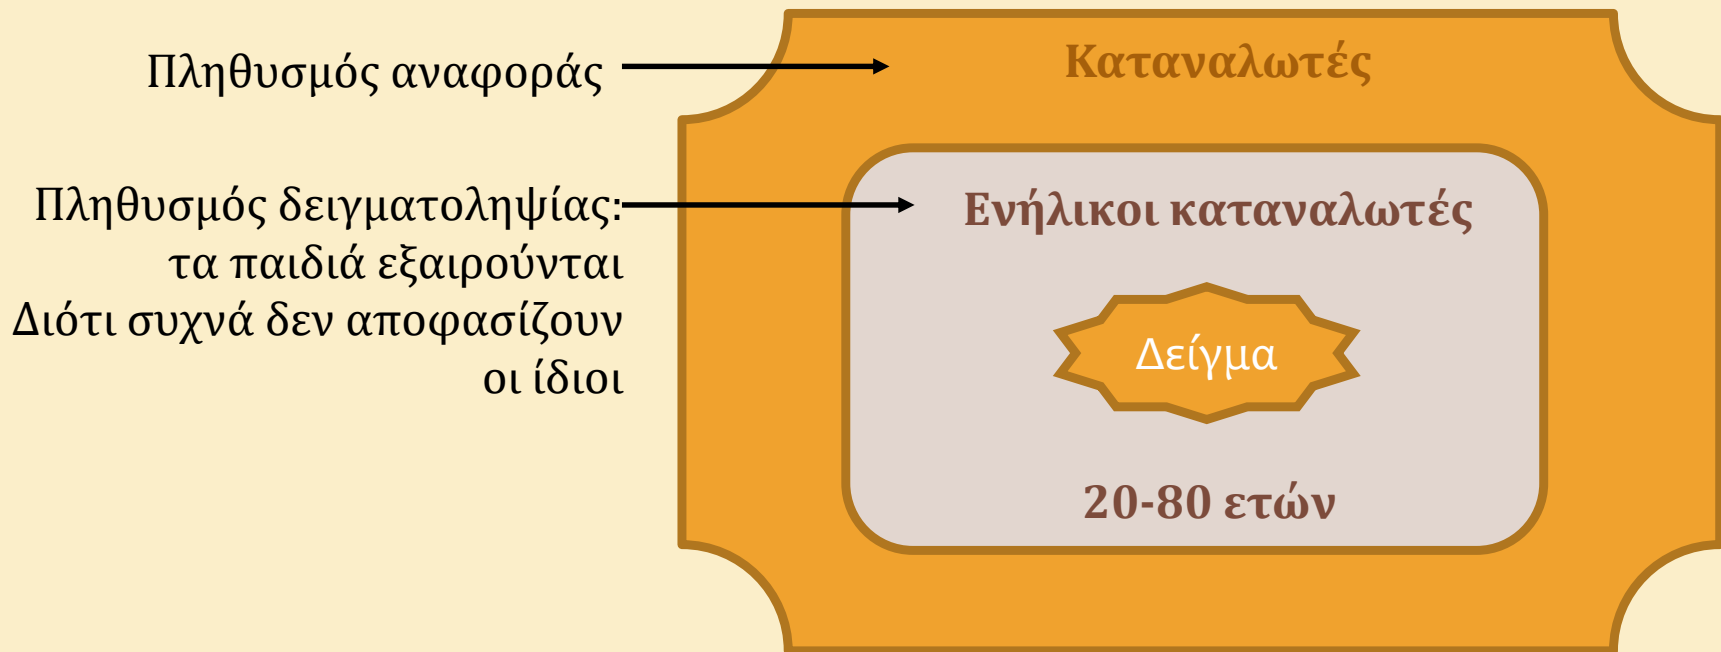 Πληθυσμός αναφοράς
Καταναλωτές
Πληθυσμός δειγματοληψίας:
τα παιδιά εξαιρούνται
Διότι συχνά δεν αποφασίζουν
οι ίδιοι
Ενήλικοι καταναλωτές
Δείγμα
20-80 ετών